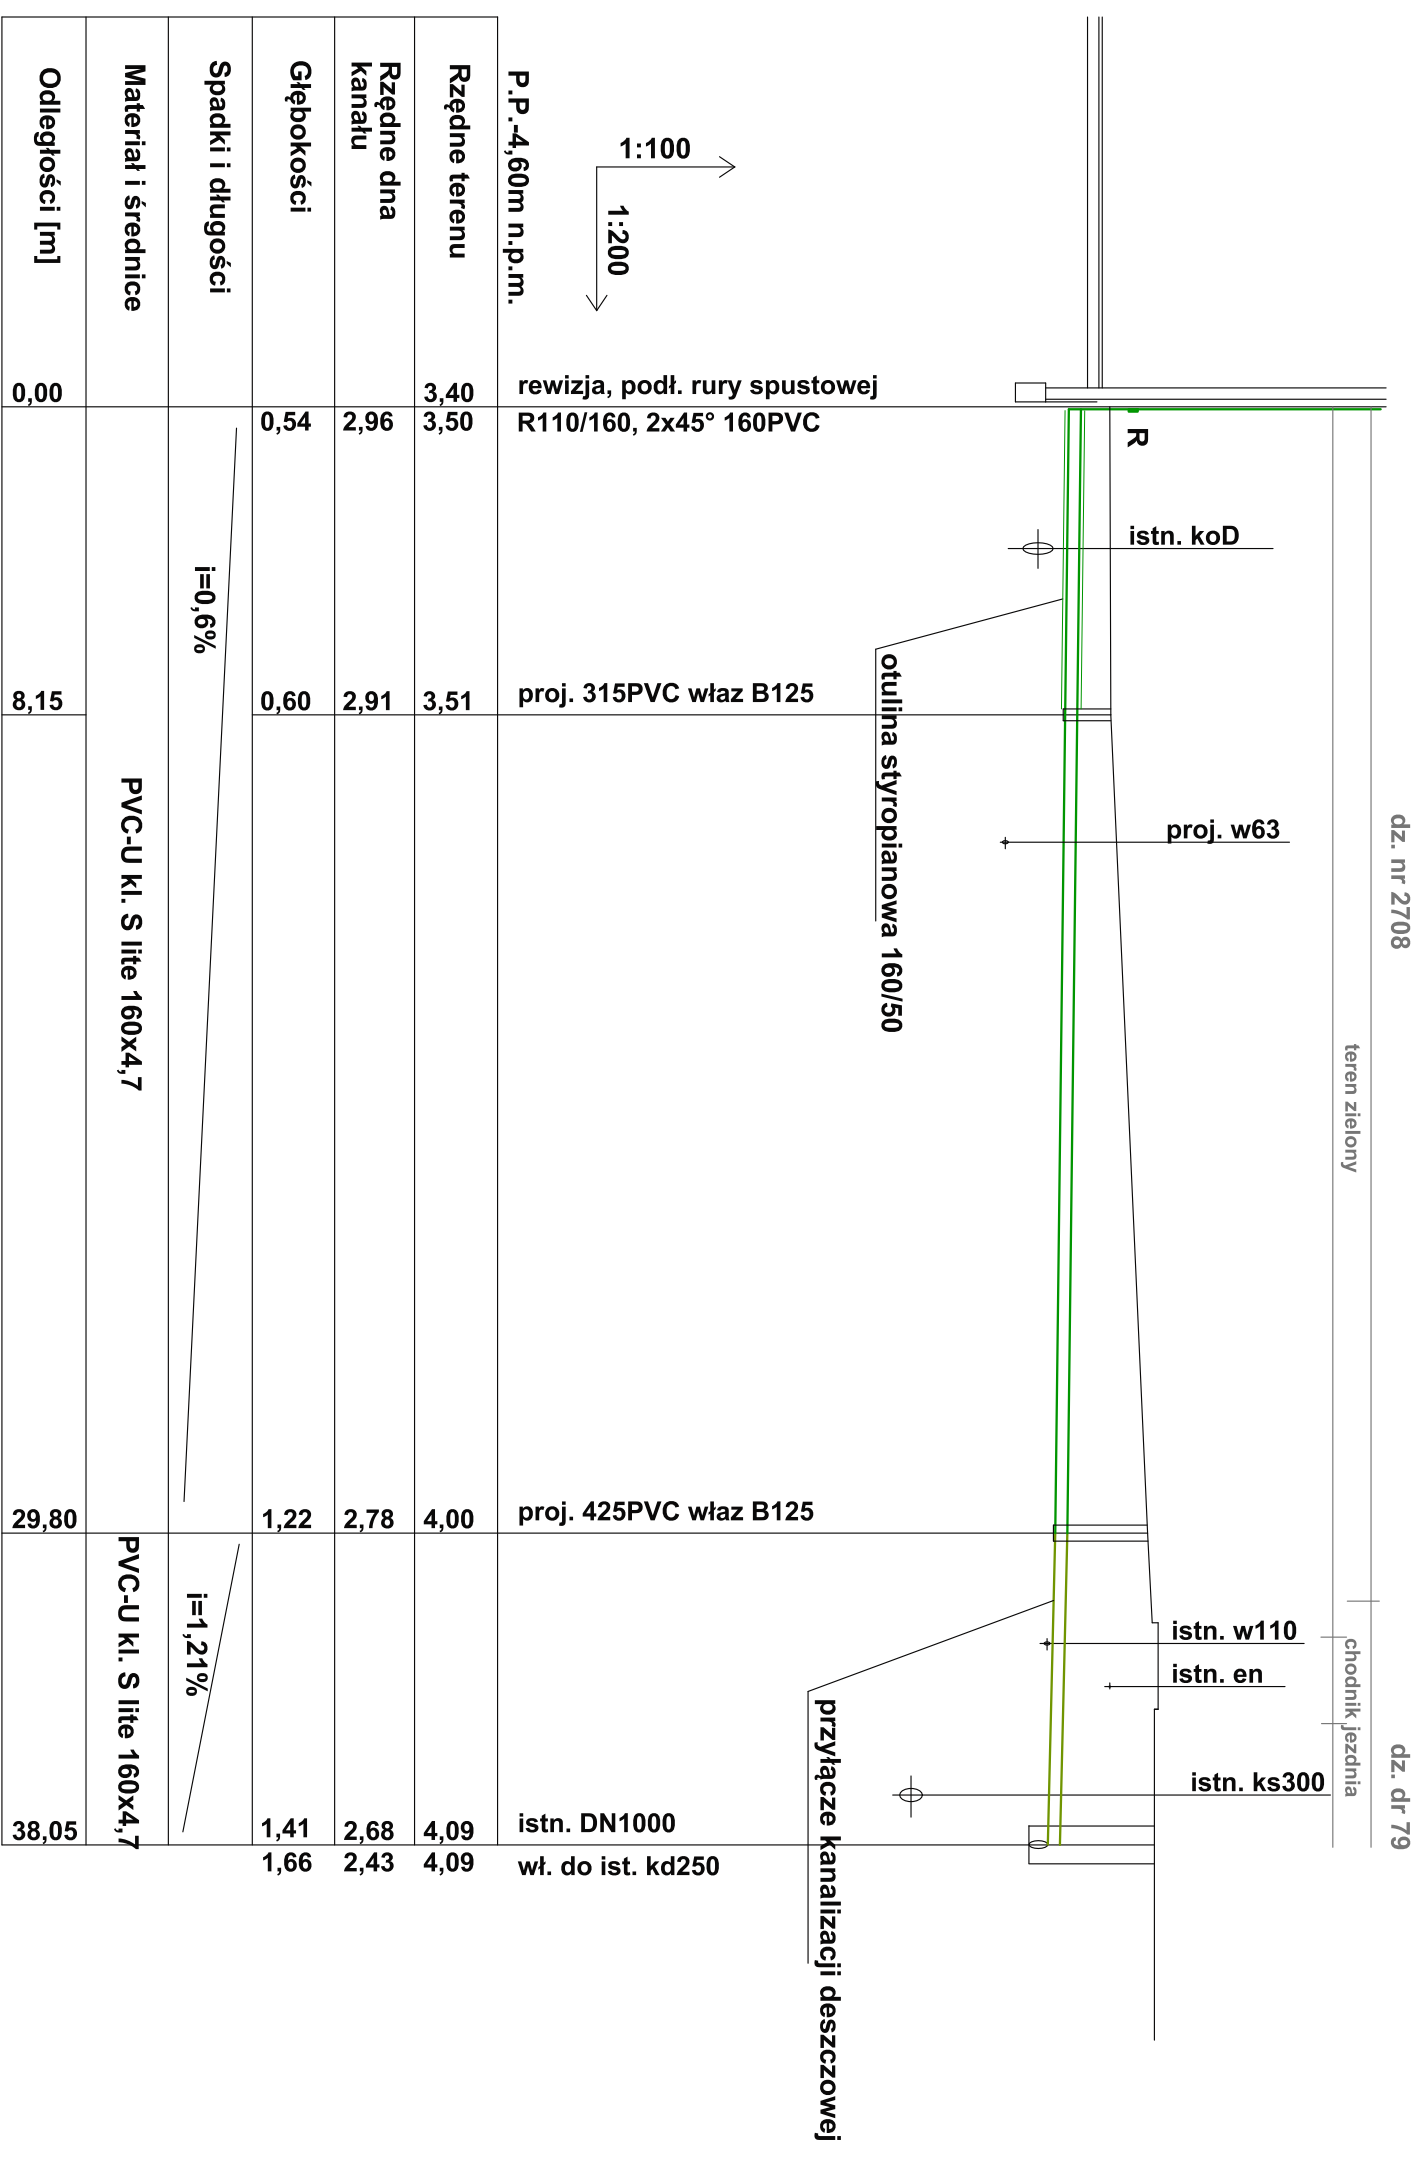 P.P.-4,60m n.p.m.
1:100
1:200
Rzędne terenu
Rzędne dna
kanału
Głębokości
Spadki i długości
Materiał i średnice
Odległości [m]
rewizja, podł. rury spustowej
R110/160, 2x45° 160PVC
3,40
3,50
2,96
0,54
0,00
R
istn. koD
i=0,6%
otulina styropianowa 160/50
proj. 315PVC właz B125
3,51
2,91
0,60
8,15
proj. w63
dz. nr 2708
teren zielony
PVC-U kl. S lite 160x4,7
proj. 425PVC właz B125
4,00
2,78
1,22
29,80
PVC-U kl. S lite 160x4,7
i=1,21%
istn. w110
istn. en
chodnik
jezdnia
dz. dr 79
istn. ks300
przyłącze kanalizacji deszczowej
istn. DN1000
wł. do ist. kd250
4,09
4,09
2,68
2,43
1,41
1,66
38,05